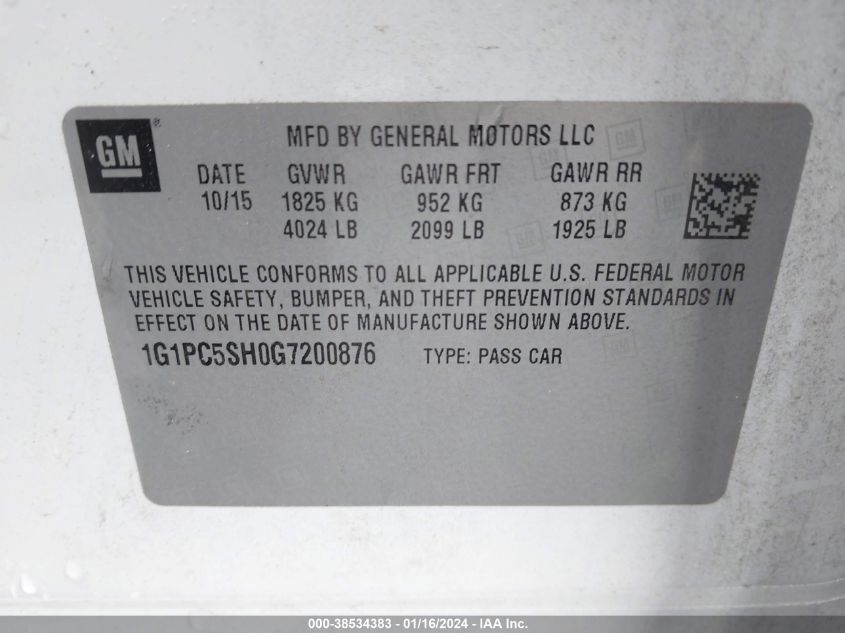 GM ®
MFD BY GENERAL MOTORS LLC
DATE GVWR GAWR FRT GAWR RR
10/15 1825 KG 952 KG 873 KG
4024 LB 2099 LB 1925 LB
THIS VEHICLE CONFORMS TO ALL APPLICABLE U.S. FEDERAL MOTOR
VEHICLE SAFETY, BUMPER, AND THEFT PREVENTION STANDARDS IN
EFFECT ON THE DATE OF MANUFACTURE SHOWN ABOVE.
1G1PC5SH0G7200876 TYPE: PASS CAR
000-38534383 - 01/16/2024 - IAA Inc.